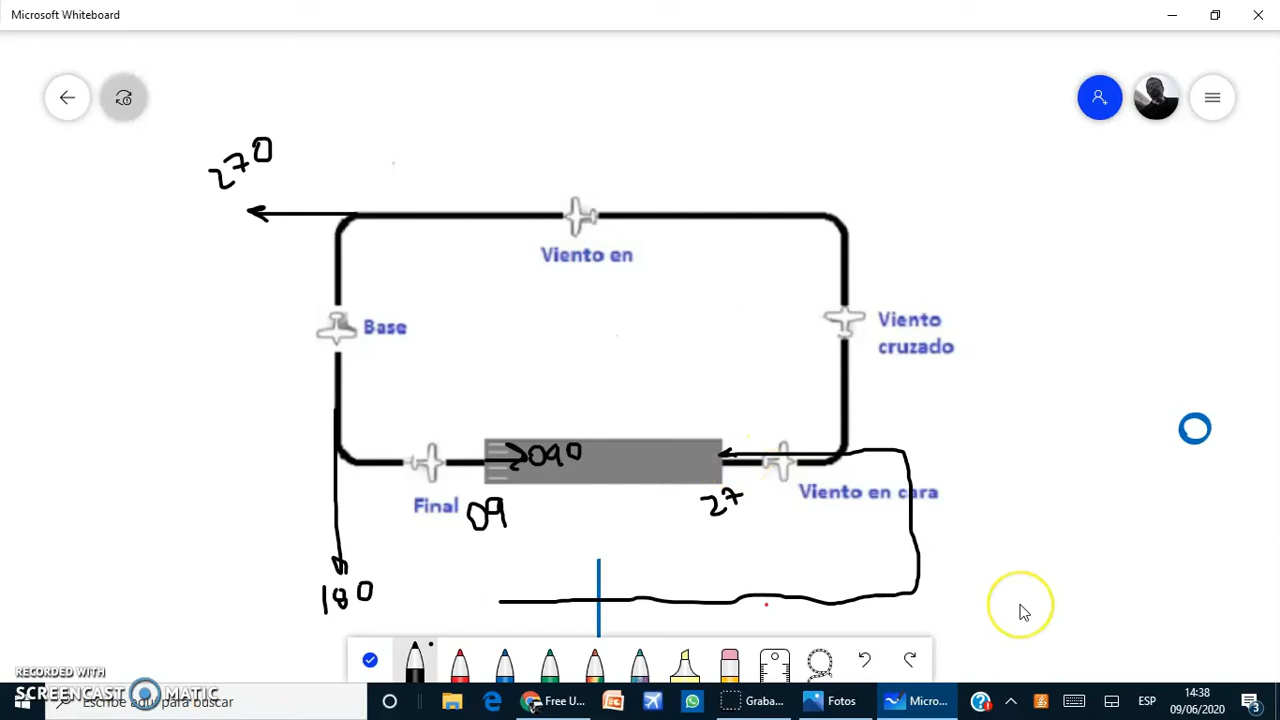 Microsoft Whiteboard
270
Viento en
Base
Viento
cruzado
090
Final
09
27
Viento en cara
180
RECORDED WITH
SCREENCAST MATIC
Escribe aquí para buscar
Free U...
Graba...
Fotos
Micro...
ESP
14:38
09/06/2020
3